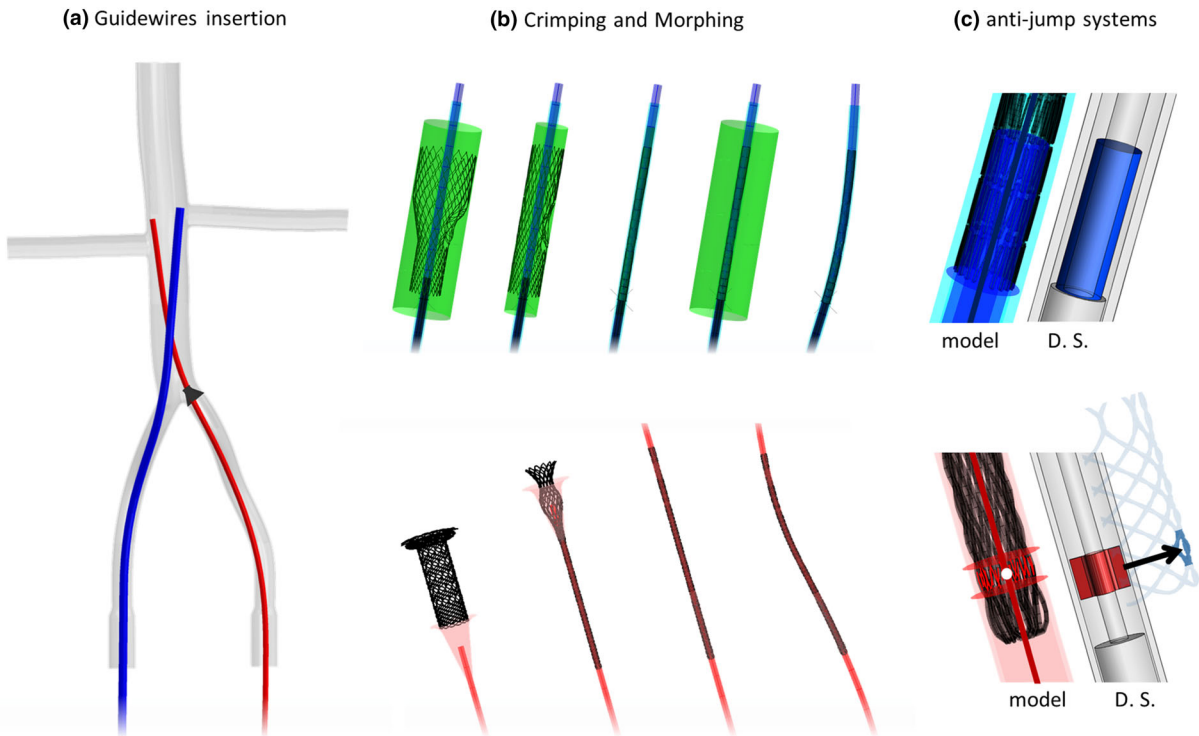 (a) Guidewires insertion
(b) Crimping and Morphing
(c) anti-jump systems
model D. S.
model D. S.